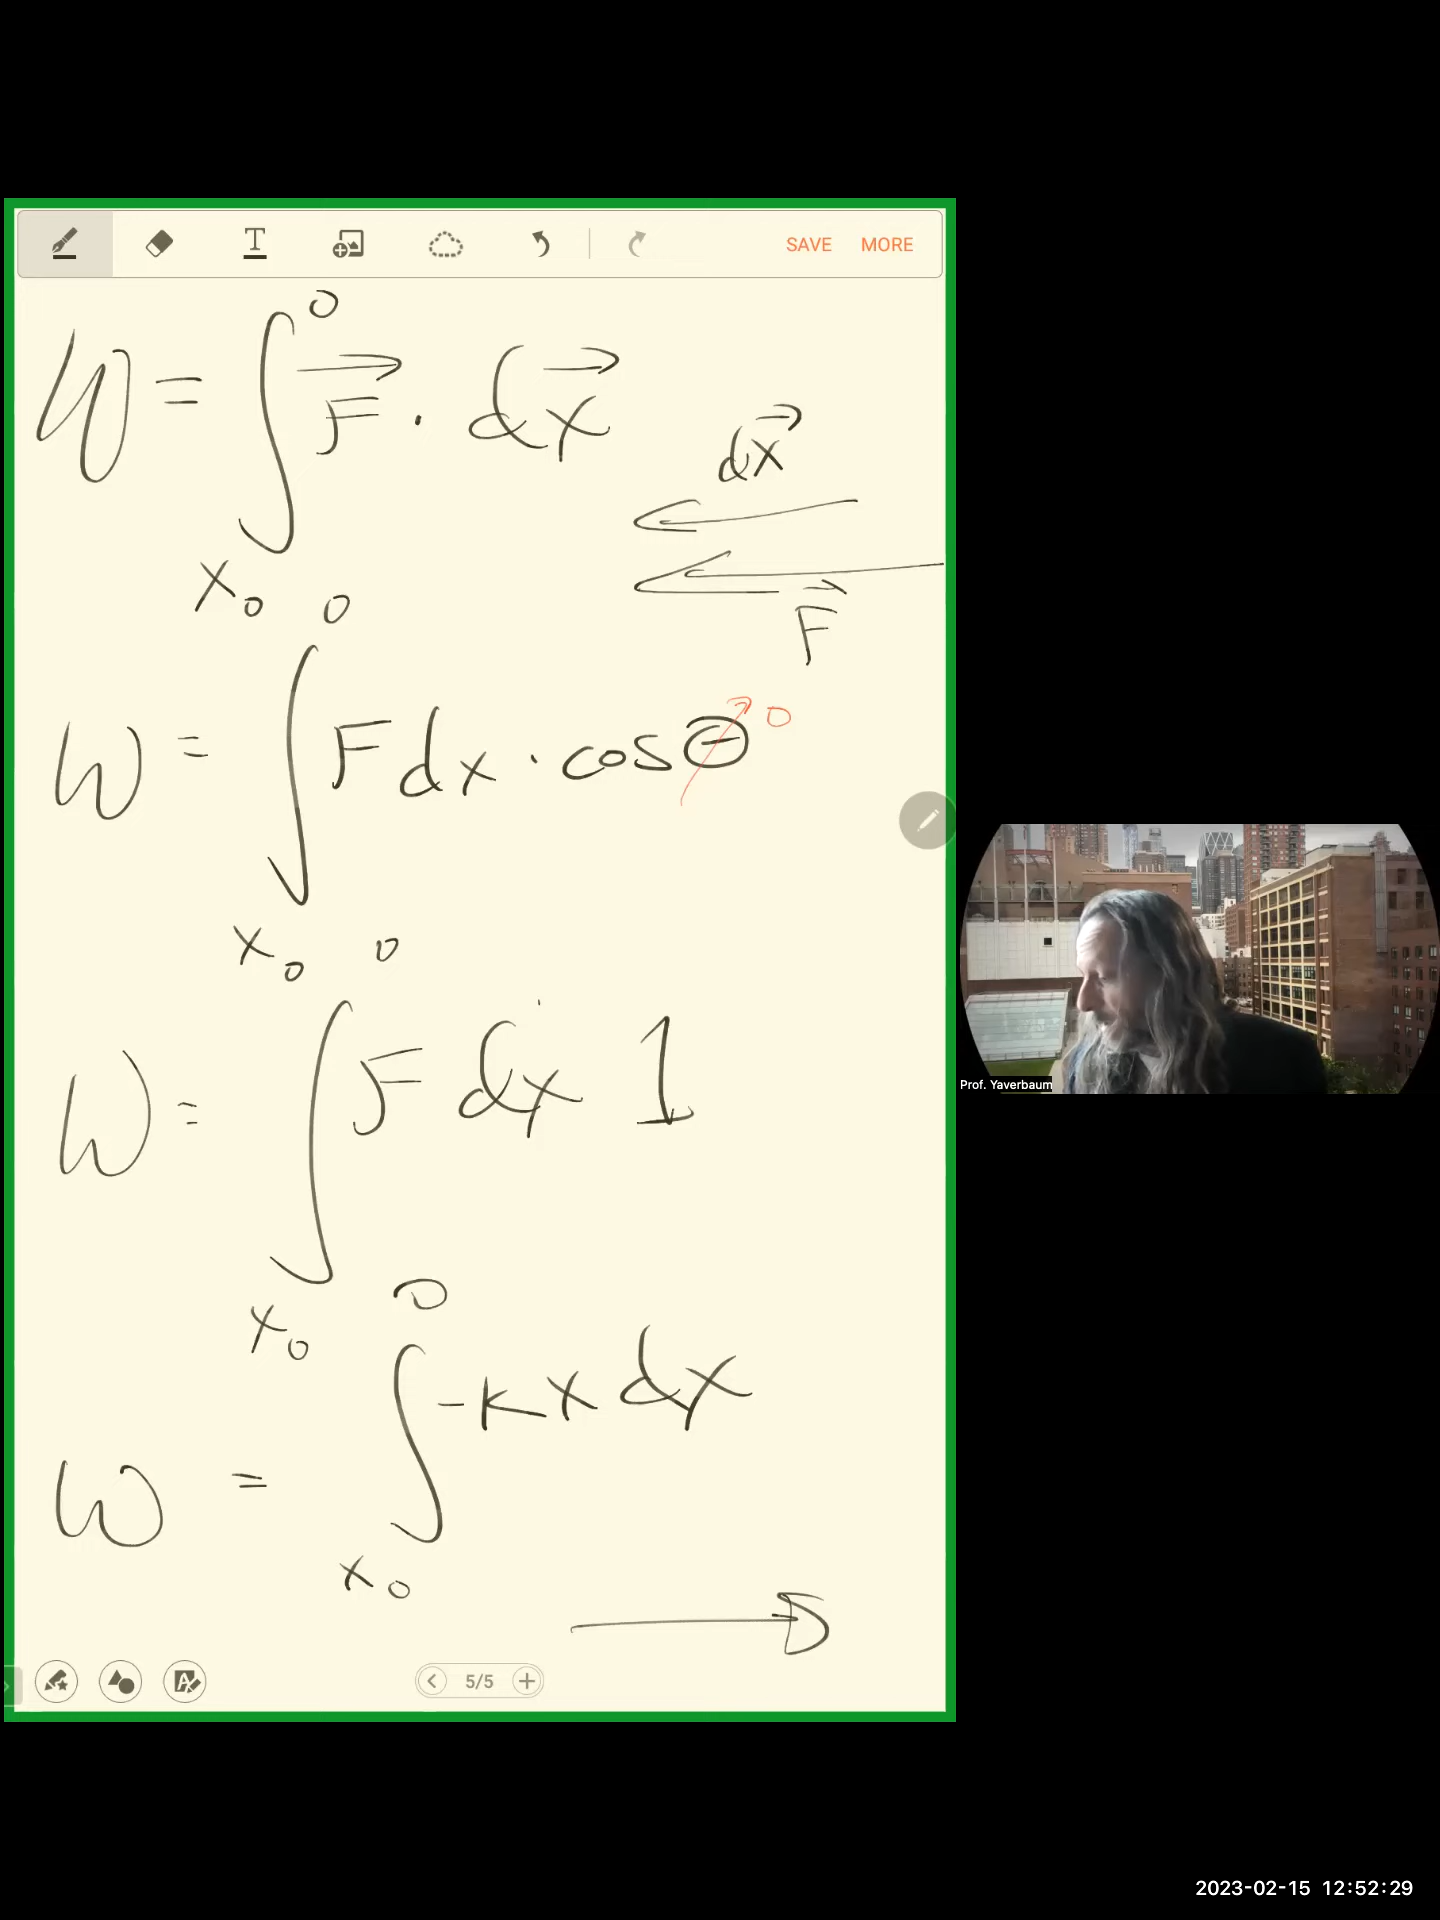 SAVE MORE
W = ∫_{x₀}^{0} F⃗ · dx⃗
dx⃗
F⃗
W = ∫_{x₀}^{0} F dx · cos θ 0
W = ∫_{x₀}^{0} F dx 1
W = ∫_{x₀}^{0} -kx dx
5/5
Prof. Yaverbaum
2023-02-15 12:52:29